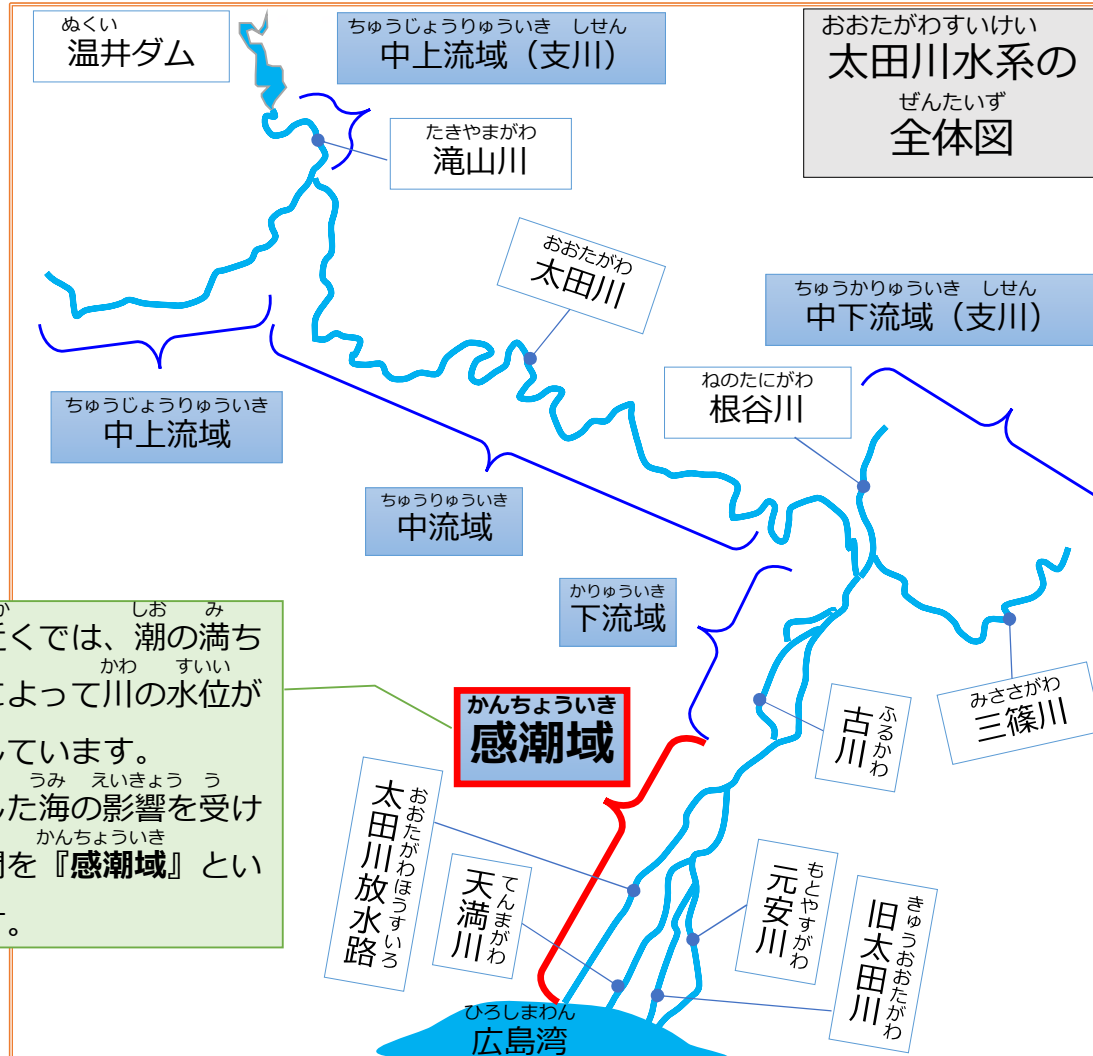 ぬくい
温井ダム
ちゅうじょうりゅういき しせん
中上流域（支川）
おおたがわすいけい
太田川水系の
ぜんたいず
全体図
たきやまがわ
滝山川
おおたがわ
太田川
ちゅうかりゅういき しせん
中下流域（支川）
ねのたにがわ
根谷川
ちゅうじょうりゅういき
中上流域
ちゅうりゅういき
中流域
かりゅういき
下流域
か しお み
近くでは、潮の満ち
かわ すいい
によって川の水位が
しています。
うみ えいきょう う
した海の影響を受け
かんちょういき
間を『感潮域』とい
す。
かんちょういき
感潮域
ふるかわ
古川
みささがわ
三篠川
おおたがわほうすいろ
太田川放水路
てんまがわ
天満川
もとやすがわ
元安川
きゅうおおたがわ
旧太田川
ひろしまわん
広島湾